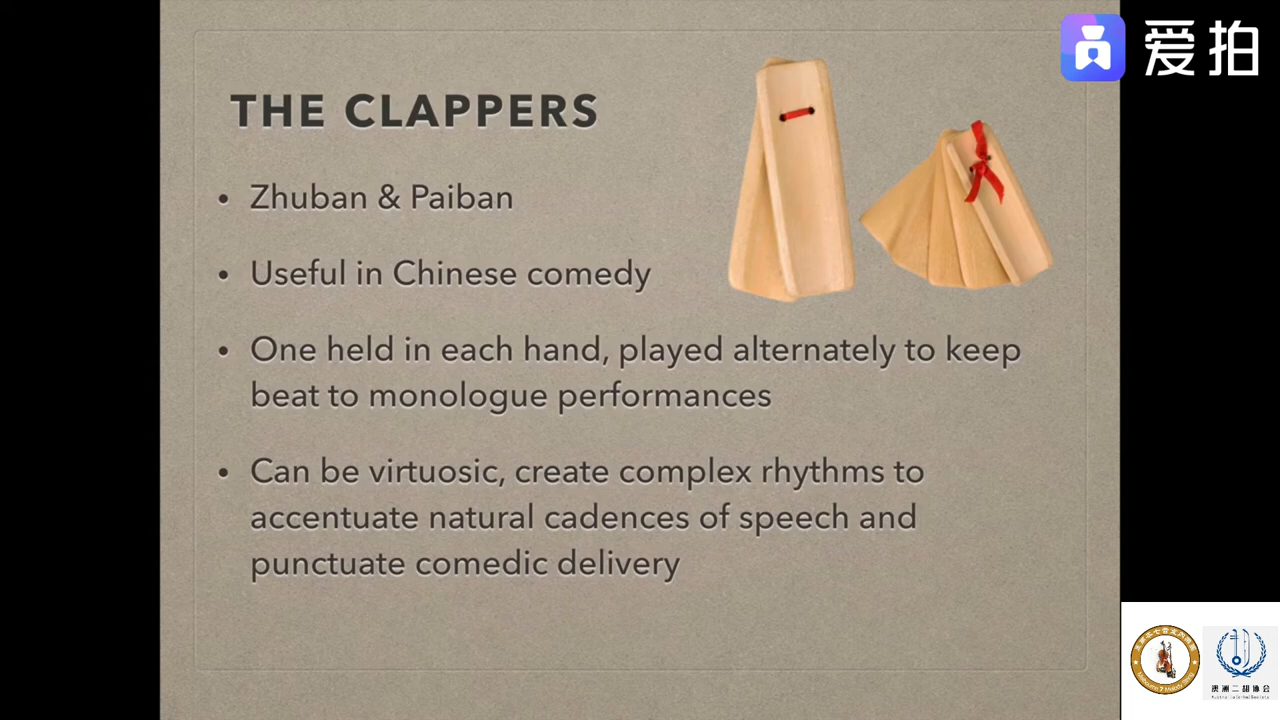 爱拍
THE CLAPPERS
• Zhuban & Paiban
• Useful in Chinese comedy
• One held in each hand, played alternately to keep
beat to monologue performances
• Can be virtuosic, create complex rhythms to
accentuate natural cadences of speech and
punctuate comedic delivery
澳洲二胡协会